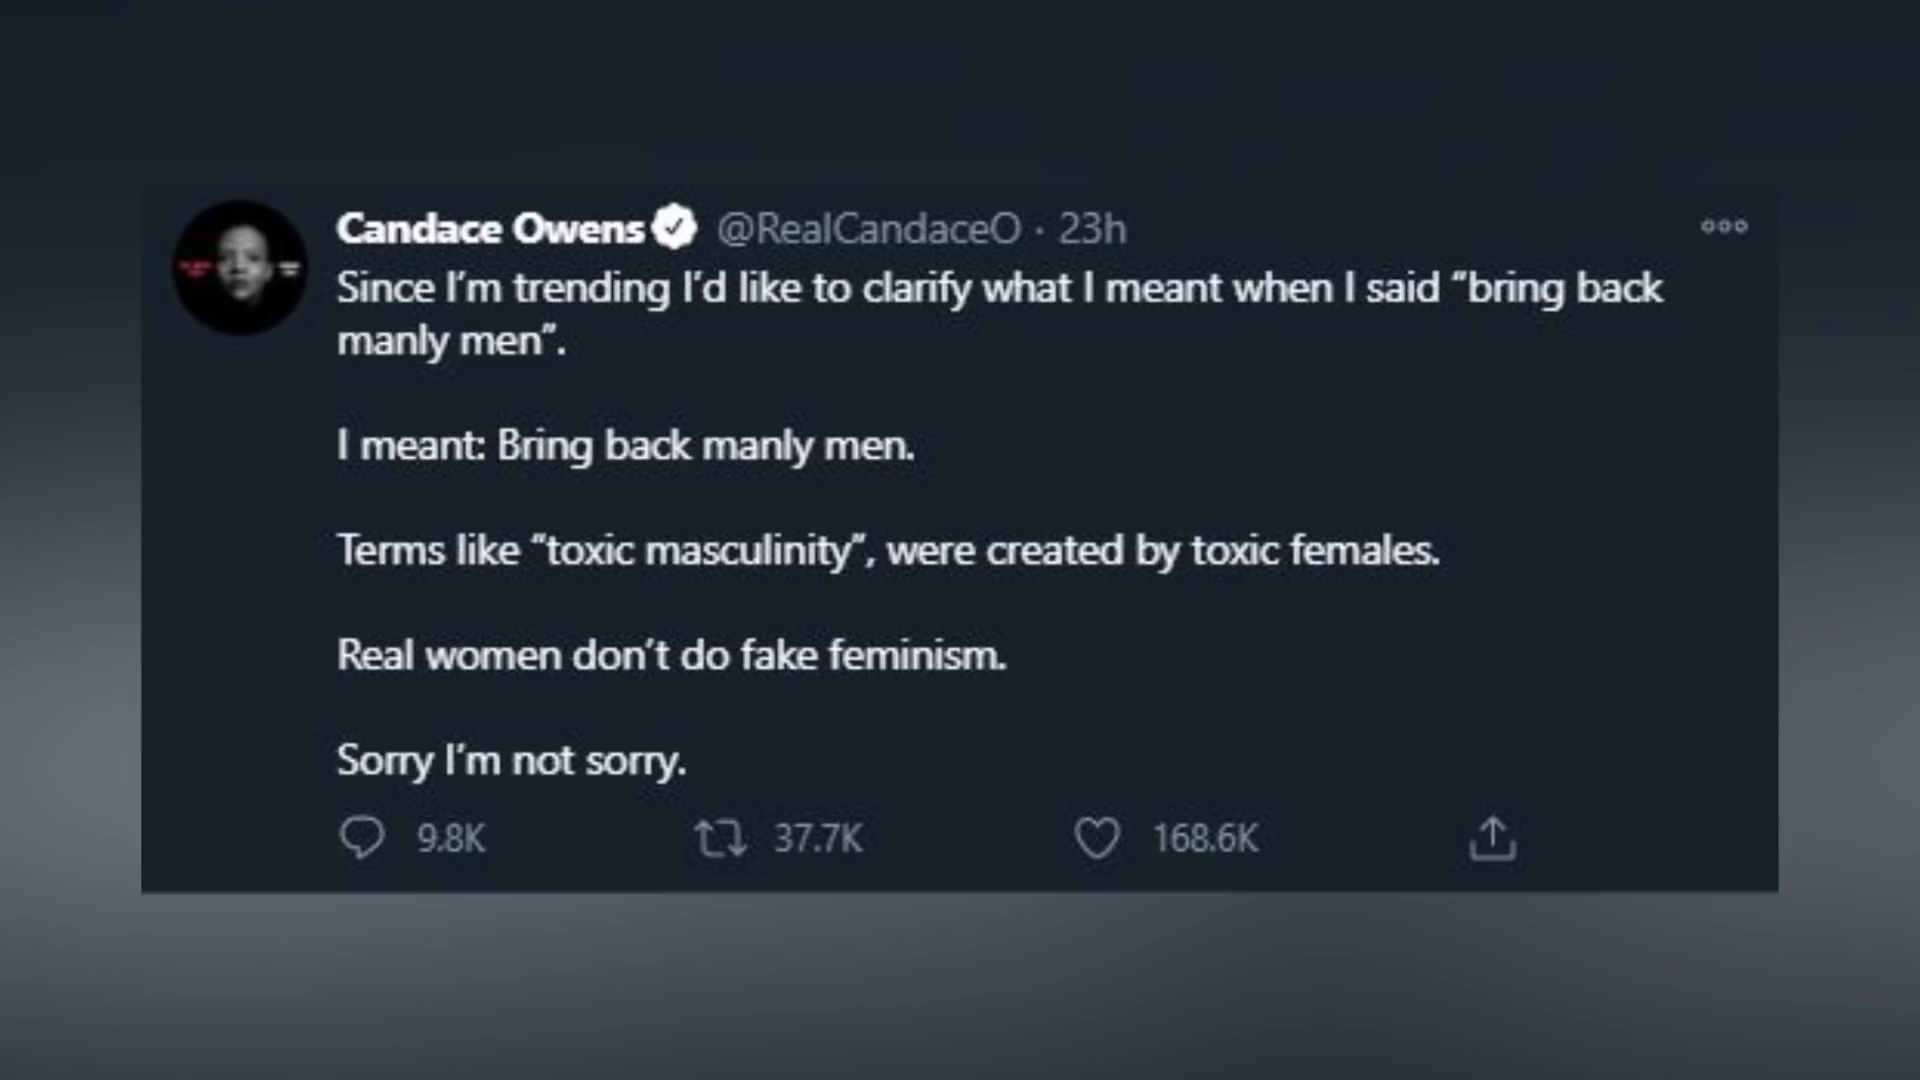 Candace Owens @RealCandaceO · 23h
Since I’m trending I’d like to clarify what I meant when I said “bring back
manly men”.
I meant: Bring back manly men.
Terms like “toxic masculinity”, were created by toxic females.
Real women don’t do fake feminism.
Sorry I’m not sorry.
9.8K 37.7K 168.6K